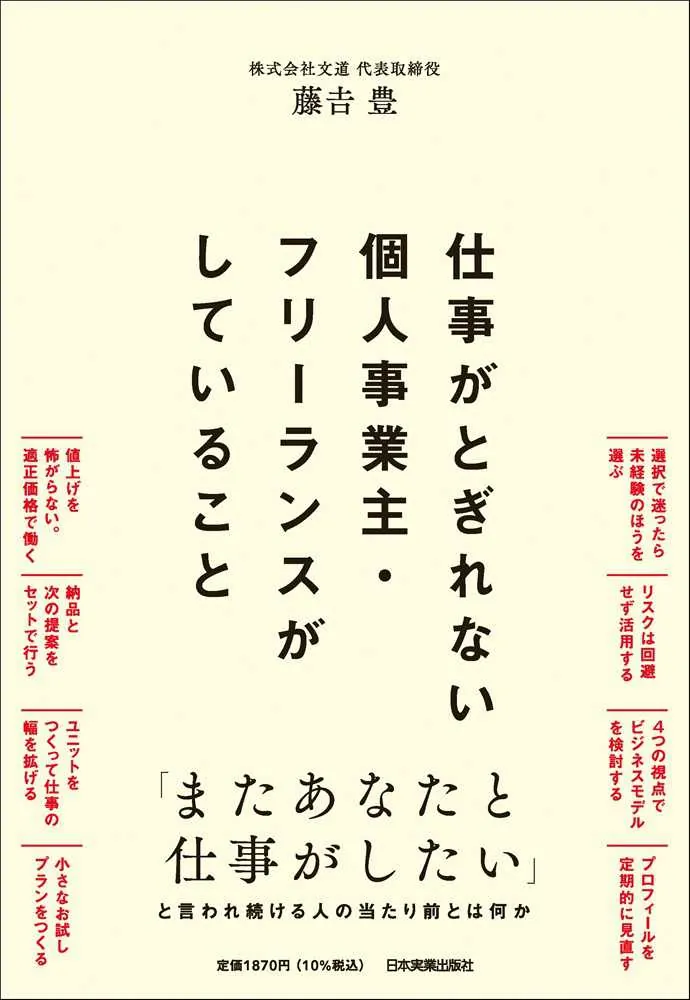 株式会社文道 代表取締役
藤𠮷 豊
仕事がとぎれない
個人事業主・
フリーランスが
していること
選択で迷ったら
未経験のほうを
選ぶ
リスクは回避
せず活用する
4つの視点で
ビジネスモデル
を検討する
プロフィールを
定期的に見直す
値上げを
怖がらない。
適正価格で働く
納品と
次の提案を
セットで行う
ユニットを
つくって仕事の
幅を拡げる
小さなお試し
プランをつくる
「またあなたと
仕事がしたい」
と言われ続ける人の当たり前とは何か
定価1870円（10%税込） 日本実業出版社